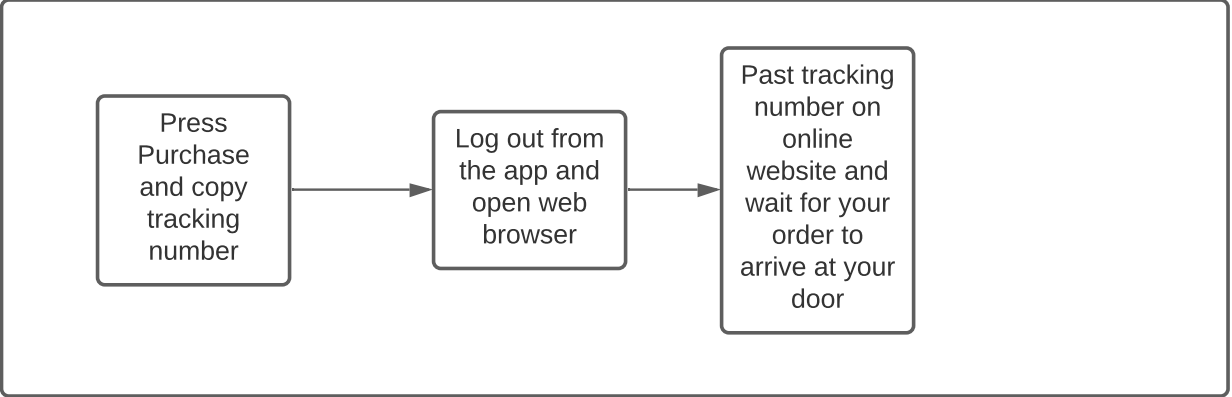 Press
Purchase
and copy
tracking
number
Log out from
the app and
open web
browser
Past tracking
number on
online
website and
wait for your
order to
arrive at your
door